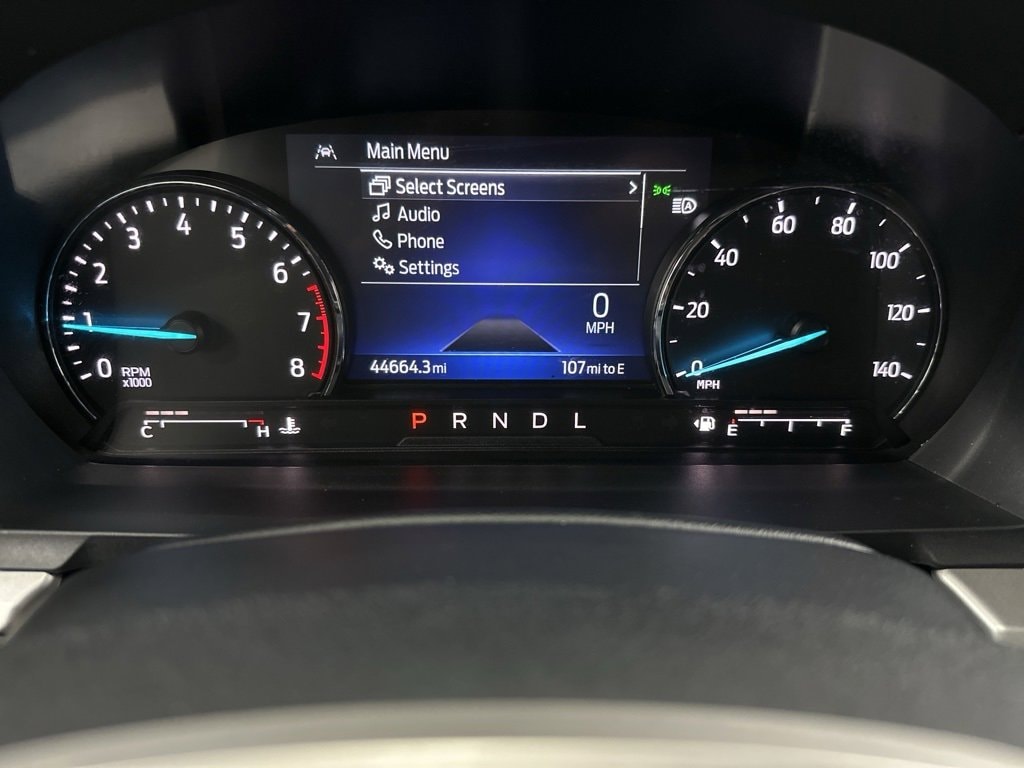 Main Menu
Select Screens
Audio
Phone
Settings
0
MPH
44664.3 mi
107 mi to E
0
1
2
3
4
5
6
7
8
RPM
x1000
0
20
40
60
80
100
120
140
MPH
C H
P R N D L
E F
A